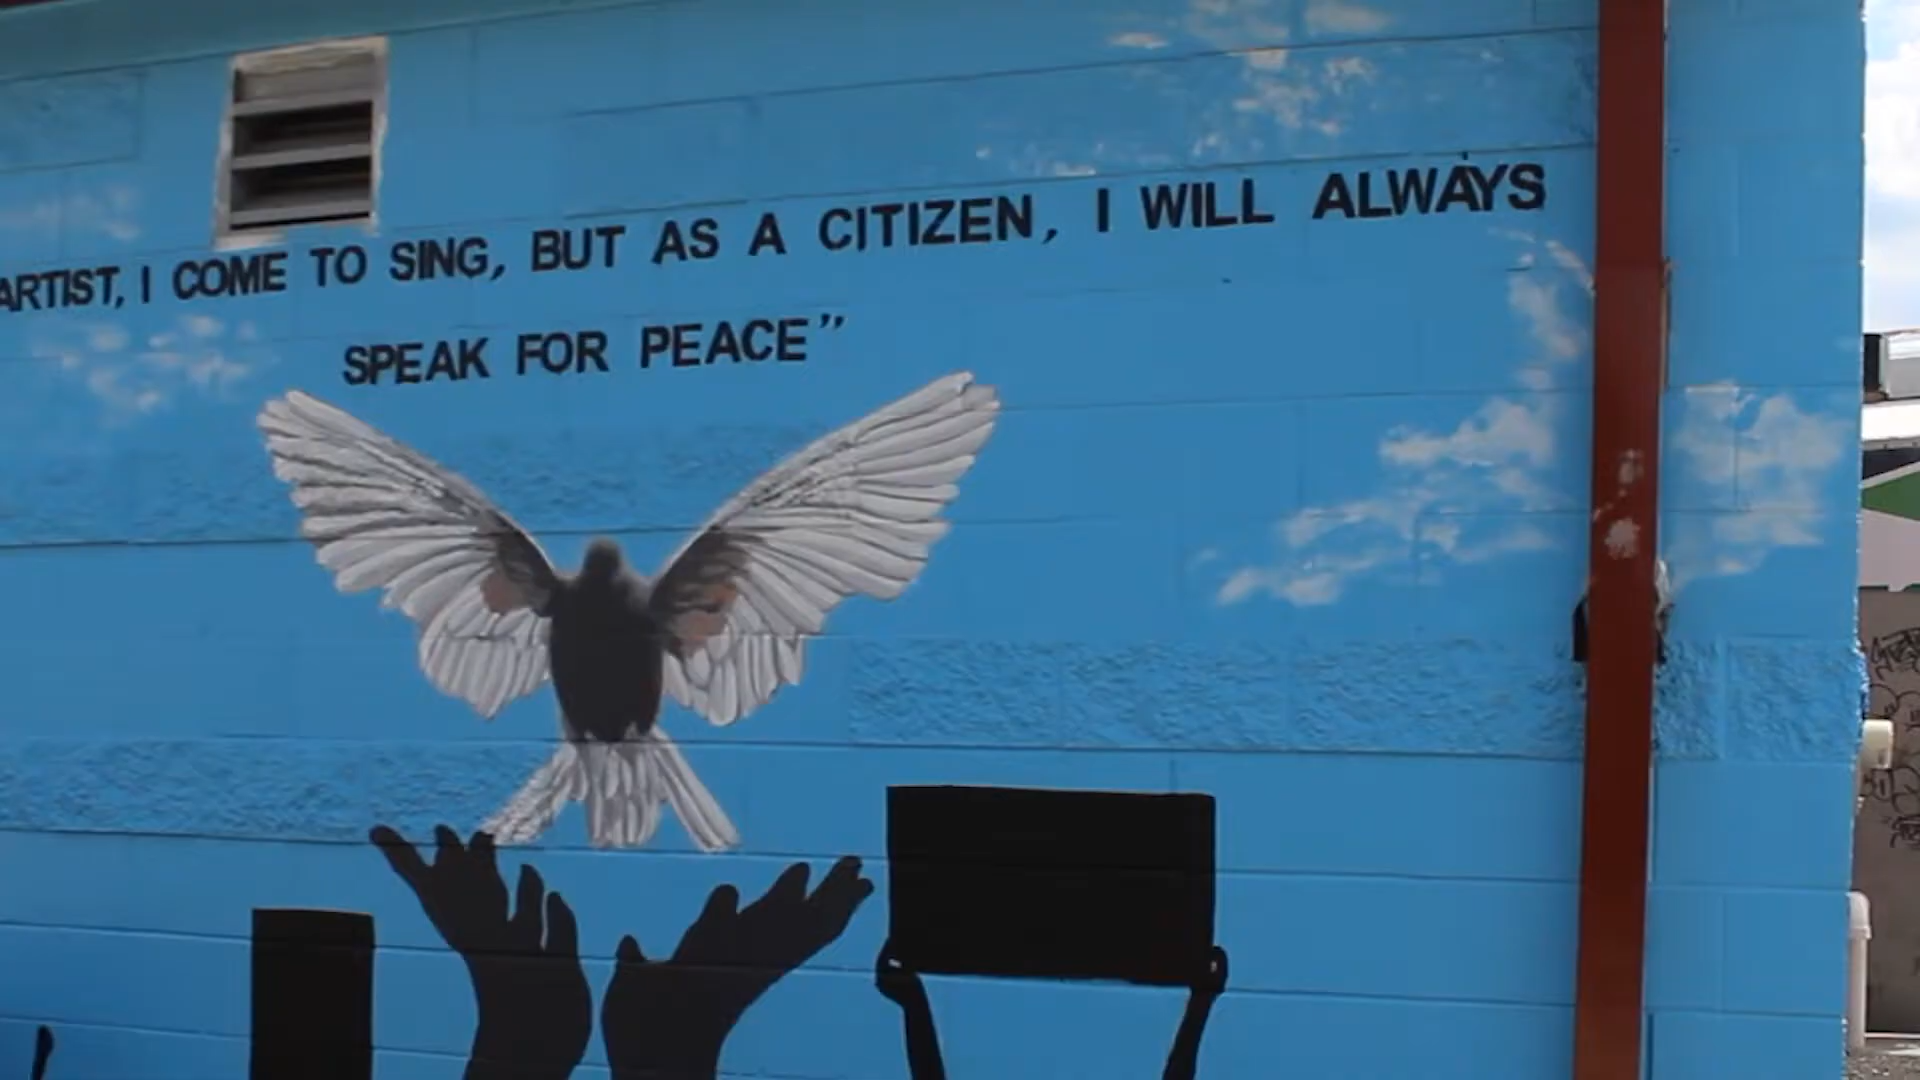 ARTIST, I COME TO SING, BUT AS A CITIZEN, I WILL ALWAYS
SPEAK FOR PEACE”